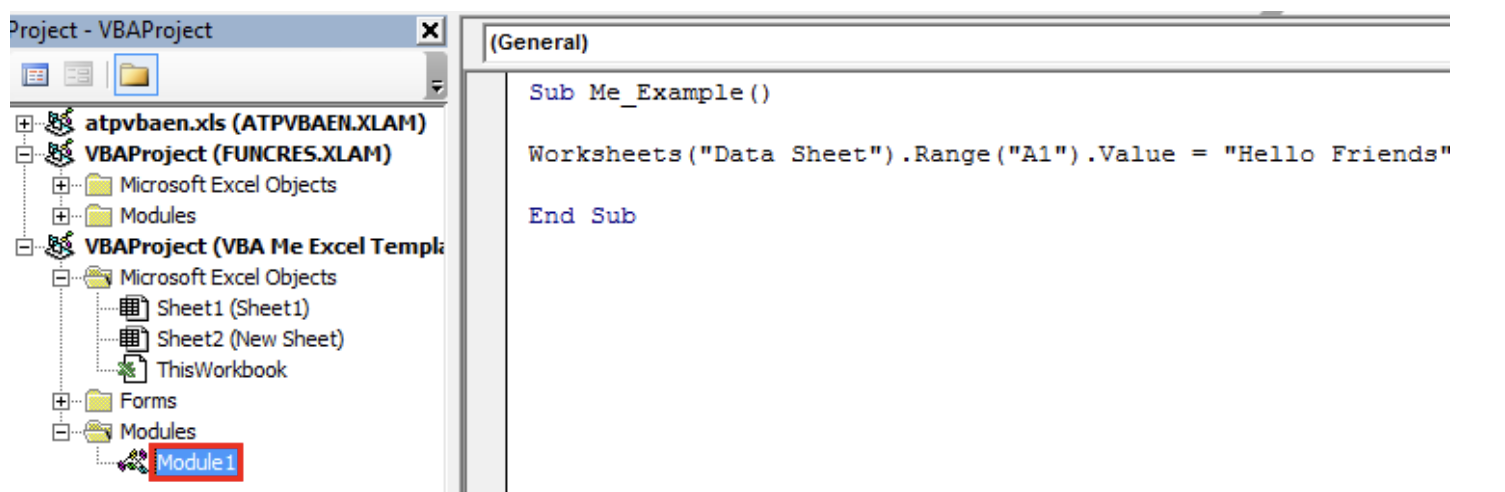 Project - VBAProject
atpvbaen.xls (ATPVBAEN.XLAM)
VBAProject (FUNCRES.XLAM)
Microsoft Excel Objects
Modules
VBAProject (VBA Me Excel Templa
Microsoft Excel Objects
Sheet1 (Sheet1)
Sheet2 (New Sheet)
ThisWorkbook
Forms
Modules
Module1
(General)
Sub Me_Example()
Worksheets("Data Sheet").Range("A1").Value = "Hello Friends"
End Sub